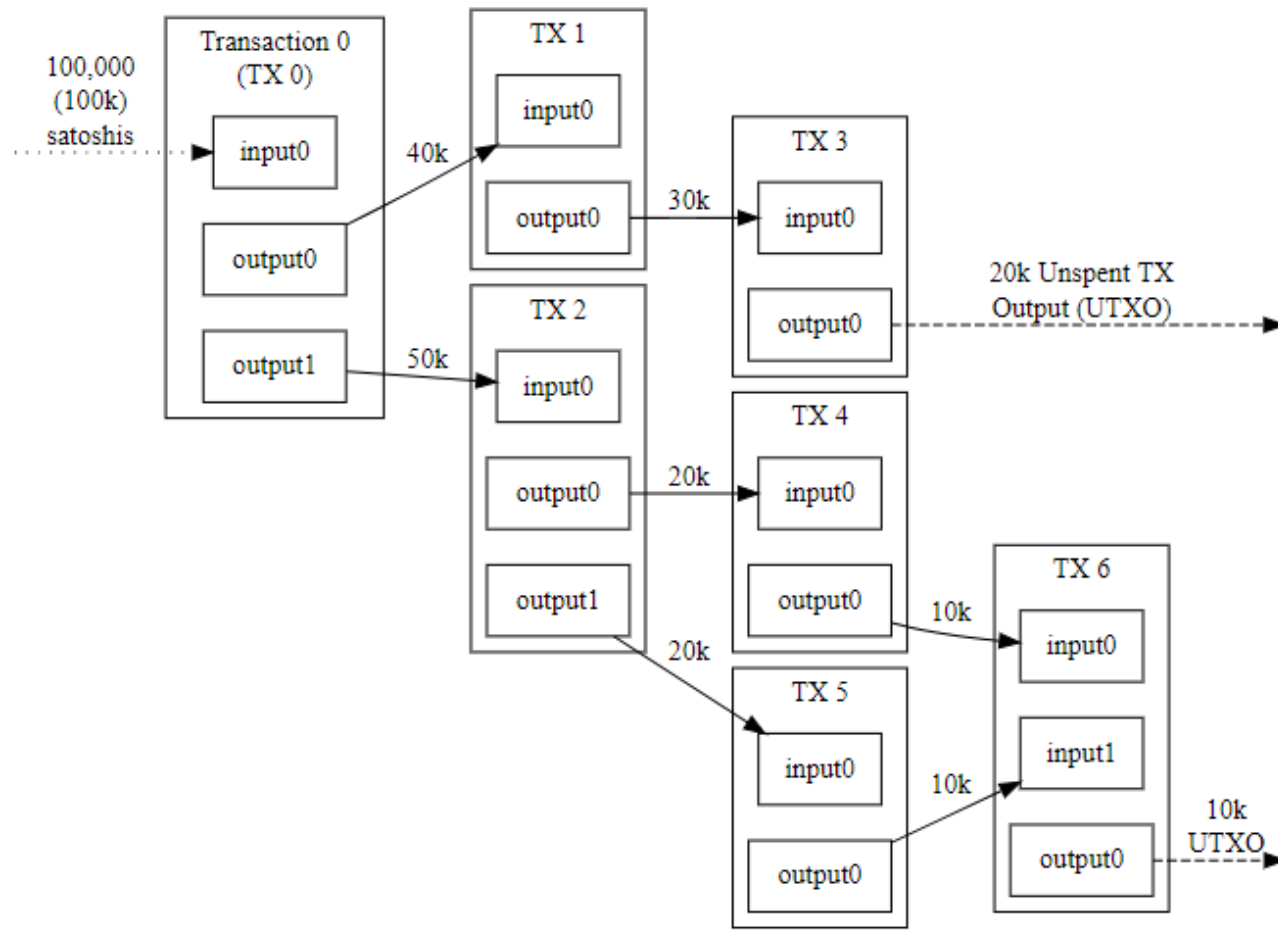 100,000
(100k)
satoshis
Transaction 0
(TX 0)
input0
output0
output1
40k
50k
TX 1
input0
output0
TX 2
input0
output0
output1
30k
20k
20k
TX 3
input0
output0
20k Unspent TX
Output (UTXO)
TX 4
input0
output0
TX 5
input0
output0
10k
10k
TX 6
input0
input1
output0
10k
UTXO